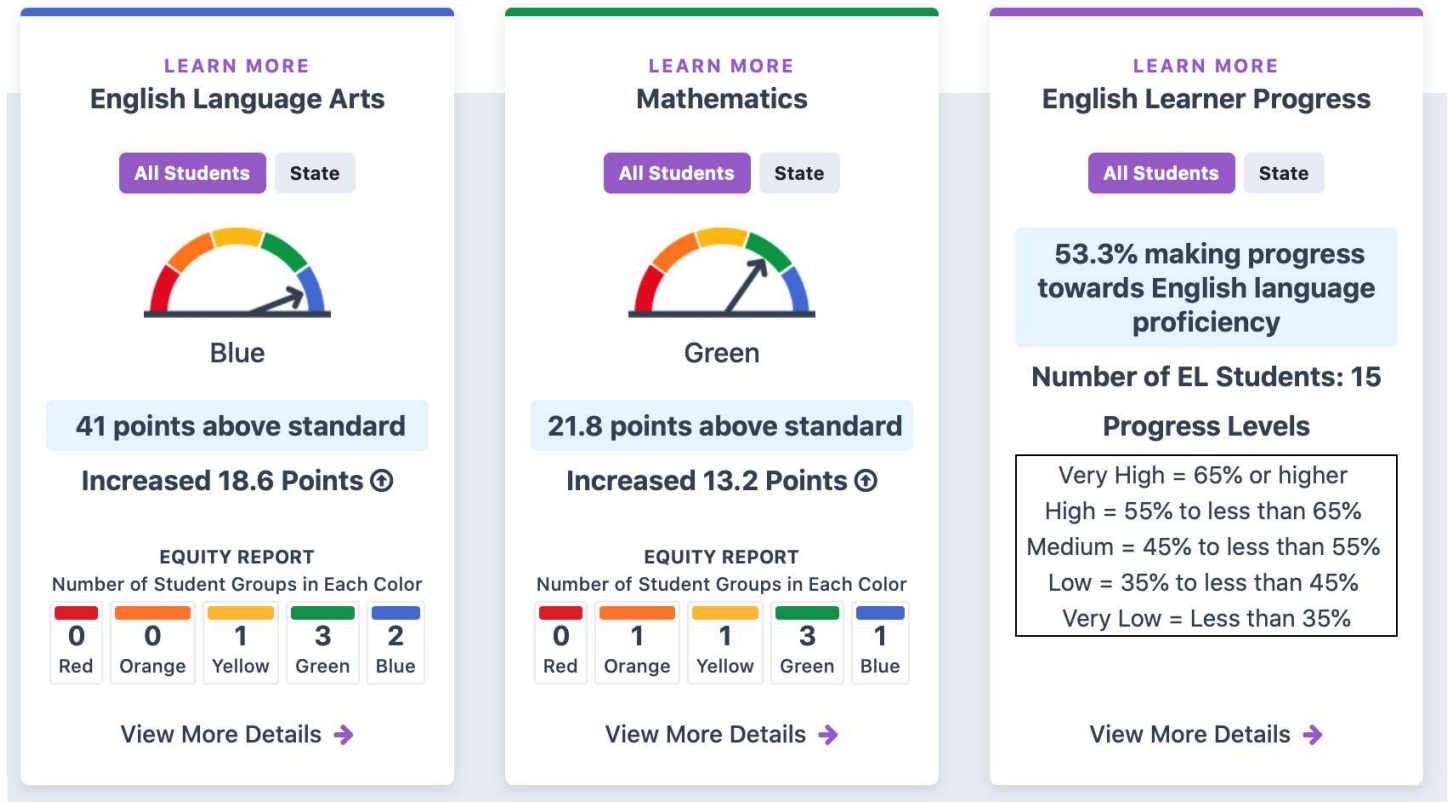 LEARN MORE
English Language Arts
All Students State
Blue
41 points above standard
Increased 18.6 Points
EQUITY REPORT
Number of Student Groups in Each Color
0 0 1 3 2
Red Orange Yellow Green Blue
View More Details
LEARN MORE
Mathematics
All Students State
Green
21.8 points above standard
Increased 13.2 Points
EQUITY REPORT
Number of Student Groups in Each Color
0 1 1 3 1
Red Orange Yellow Green Blue
View More Details
LEARN MORE
English Learner Progress
All Students State
53.3% making progress
towards English language
proficiency
Number of EL Students: 15
Progress Levels
Very High = 65% or higher
High = 55% to less than 65%
Medium = 45% to less than 55%
Low = 35% to less than 45%
Very Low = Less than 35%
View More Details